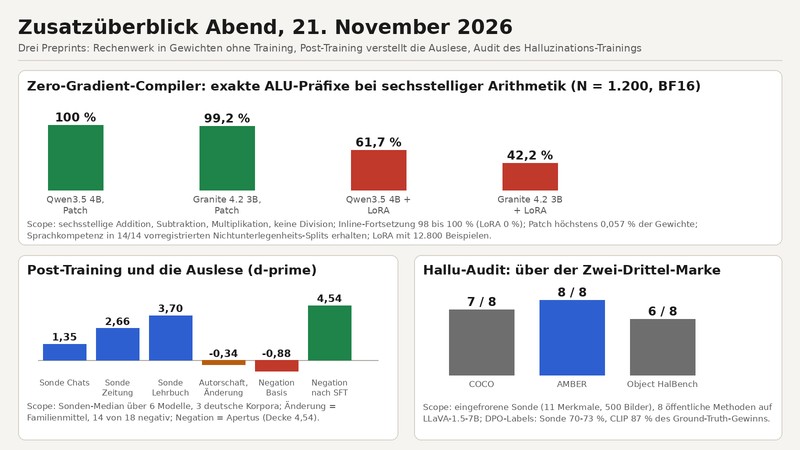 Zusatzüberblick Abend, 21. November 2026
Drei Preprints: Rechenwerk in Gewichten ohne Training, Post-Training verstellt die Auslese, Audit des Halluzinations-Trainings
Zero-Gradient-Compiler: exakte ALU-Präfixe bei sechsstelliger Arithmetik (N = 1.200, BF16)
100 %
99,2 %
61,7 %
42,2 %
Qwen3.5 4B,
Patch
Granite 4.2 3B,
Patch
Qwen3.5 4B +
LoRA
Granite 4.2 3B
+ LoRA
Scope: sechsstellige Addition, Subtraktion, Multiplikation, keine Division; Inline-Fortsetzung 98 bis 100 % (LoRA 0 %); Patch höchstens 0,057 % der Gewichte;
Sprachkompetenz in 14/14 vorregistrierten Nichtunterlegenheits-Splits erhalten; LoRA mit 12.800 Beispielen.
Post-Training und die Auslese (d-prime)
1,35
2,66
3,70
-0,34
-0,88
4,54
Sonde Chats
Sonde
Zeitung
Sonde
Lehrbuch
Autorschaft,
Änderung
Negation
Basis
Negation
nach SFT
Scope: Sonden-Median über 6 Modelle, 3 deutsche Korpora; Änderung =
Familienmittel, 14 von 18 negativ; Negation = Apertus (Decke 4,54).
Hallu-Audit: über der Zwei-Drittel-Marke
7 / 8
8 / 8
6 / 8
COCO
AMBER
Object HalBench
Scope: eingefrorene Sonde (11 Merkmale, 500 Bilder), 8 öffentliche Methoden auf
LLaVA-1.5-7B; DPO-Labels: Sonde 70-73 %, CLIP 87 % des Ground-Truth-Gewinns.